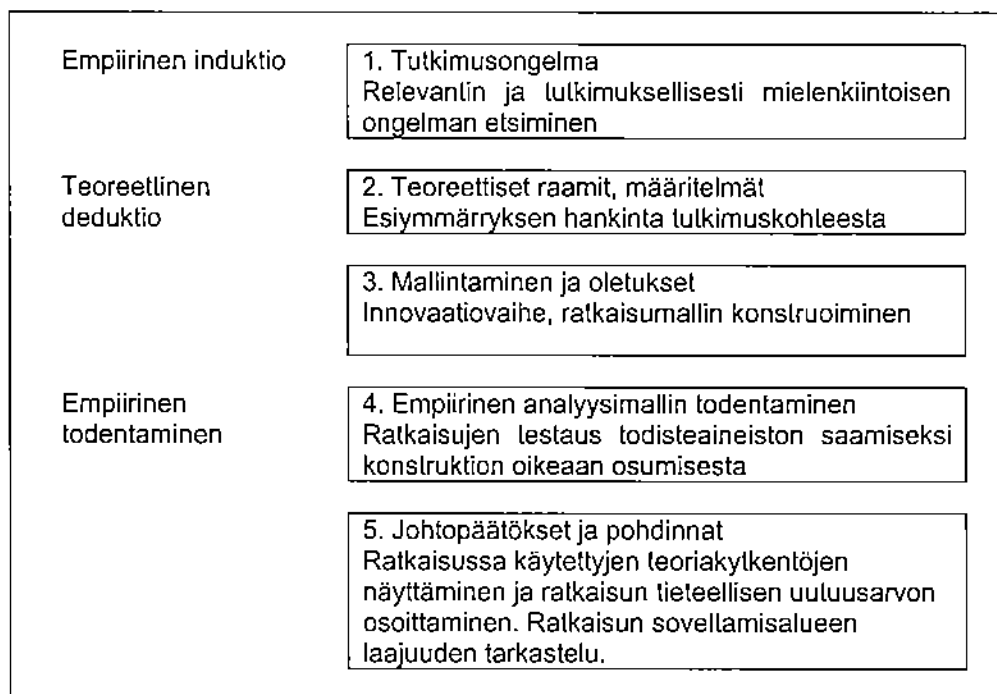 Empiirinen induktio
1. Tutkimusongelma
Relevantin ja tutkimuksellisesti mielenkiintoisen
ongelman etsiminen
Teoreettinen
deduktio
2. Teoreettiset raamit, määritelmät
Esiymmärryksen hankinta tutkimuskohteesta
3. Mallintaminen ja oletukset
Innovaatiovaihe, ratkaisumallin konstruoiminen
Empiirinen
todentaminen
4. Empiirinen analyysimallin todentaminen
Ratkaisujen testaus todisteaineiston saamiseksi
konstruktion oikeaan osumisesta
5. Johtopäätökset ja pohdinnat
Ratkaisussa käytettyjen teoriakytkentöjen
näyttäminen ja ratkaisun tieteellisen uutuusarvon
osoittaminen. Ratkaisun sovellamisalueen
laajuuden tarkastelu.